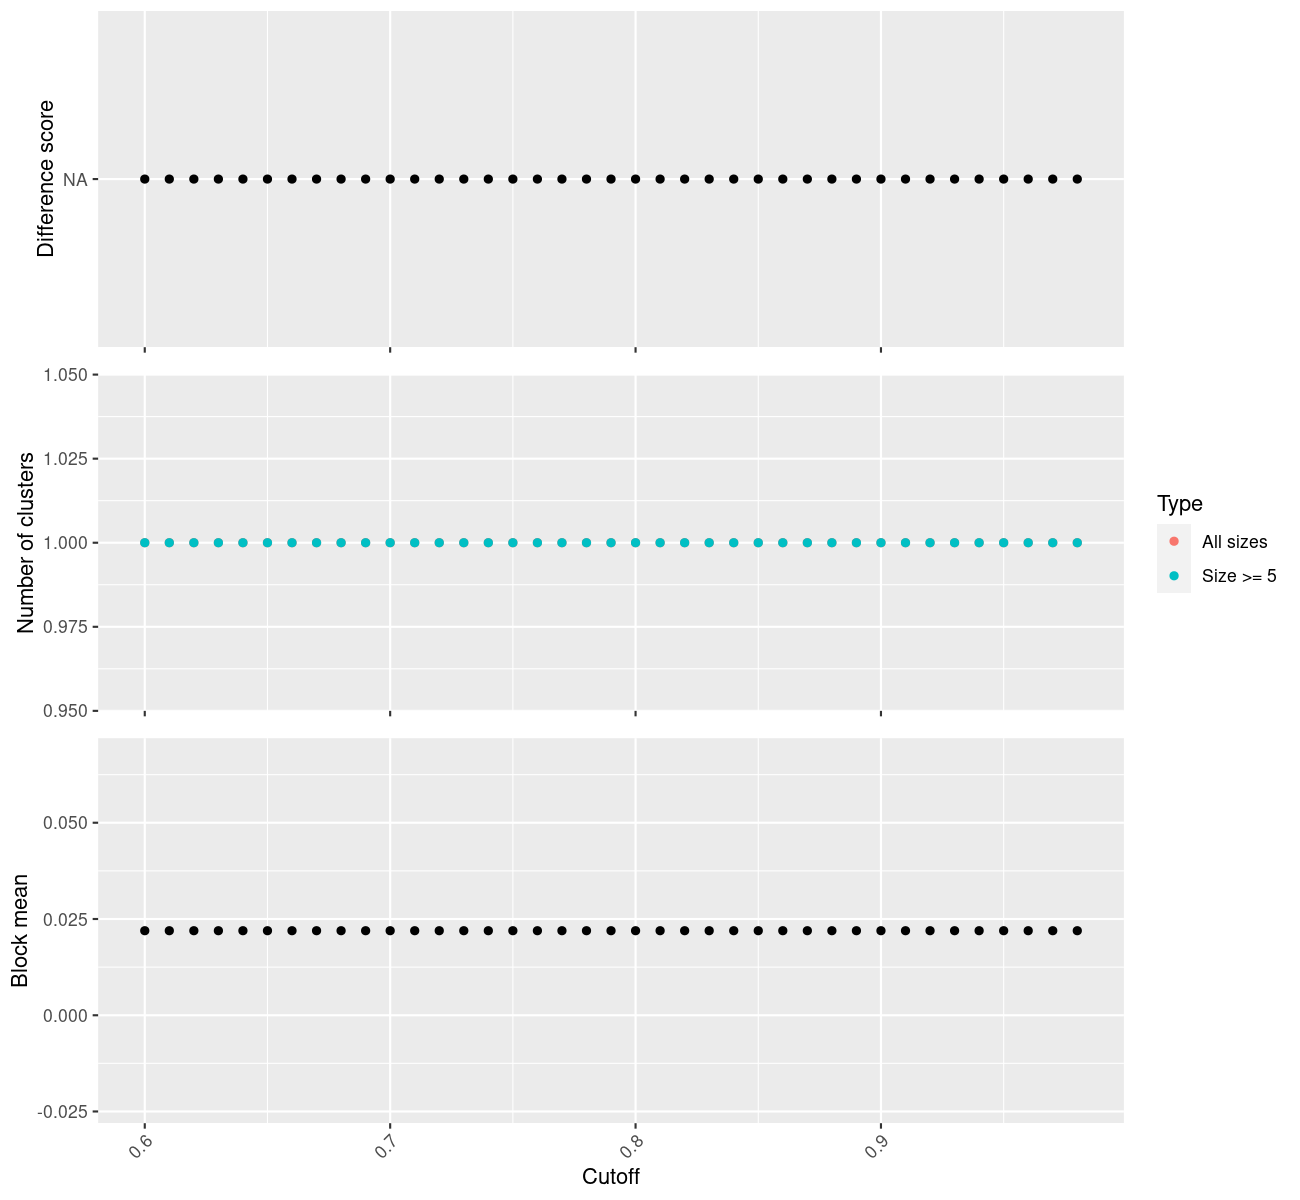 Difference score
NA
Number of clusters
1.050
1.025
1.000
0.975
0.950
Type
All sizes
Size >= 5
Block mean
0.050
0.025
0.000
-0.025
0.6
0.7
0.8
0.9
Cutoff